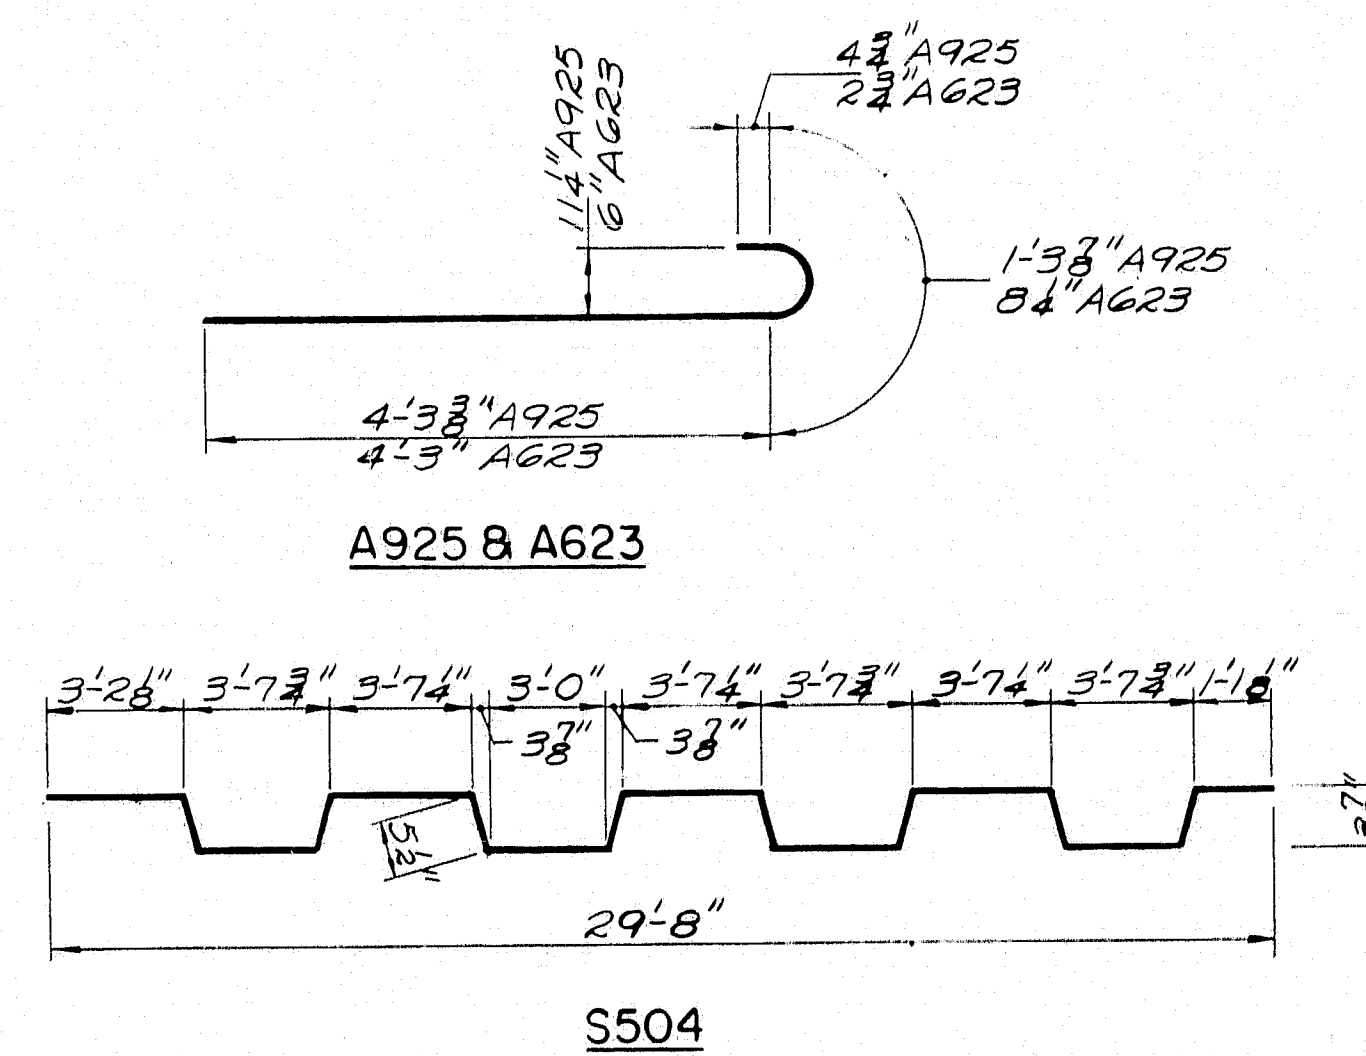 4 3/4" A925
2 3/4" A623
11 1/4" A925
6" A623
1'-3 7/8" A925
8 1/4" A623
4'-3 3/8" A925
4'-3" A623
A925 & A623
3'-2 1/8" 3'-7 3/4" 3'-7 1/4" 3'-0" 3'-7 1/4" 3'-7 3/4" 3'-7 1/4" 3'-7 3/4" 1'-1 1/8"
3 7/8" 3 7/8"
5 1/2"
29'-8"
S504